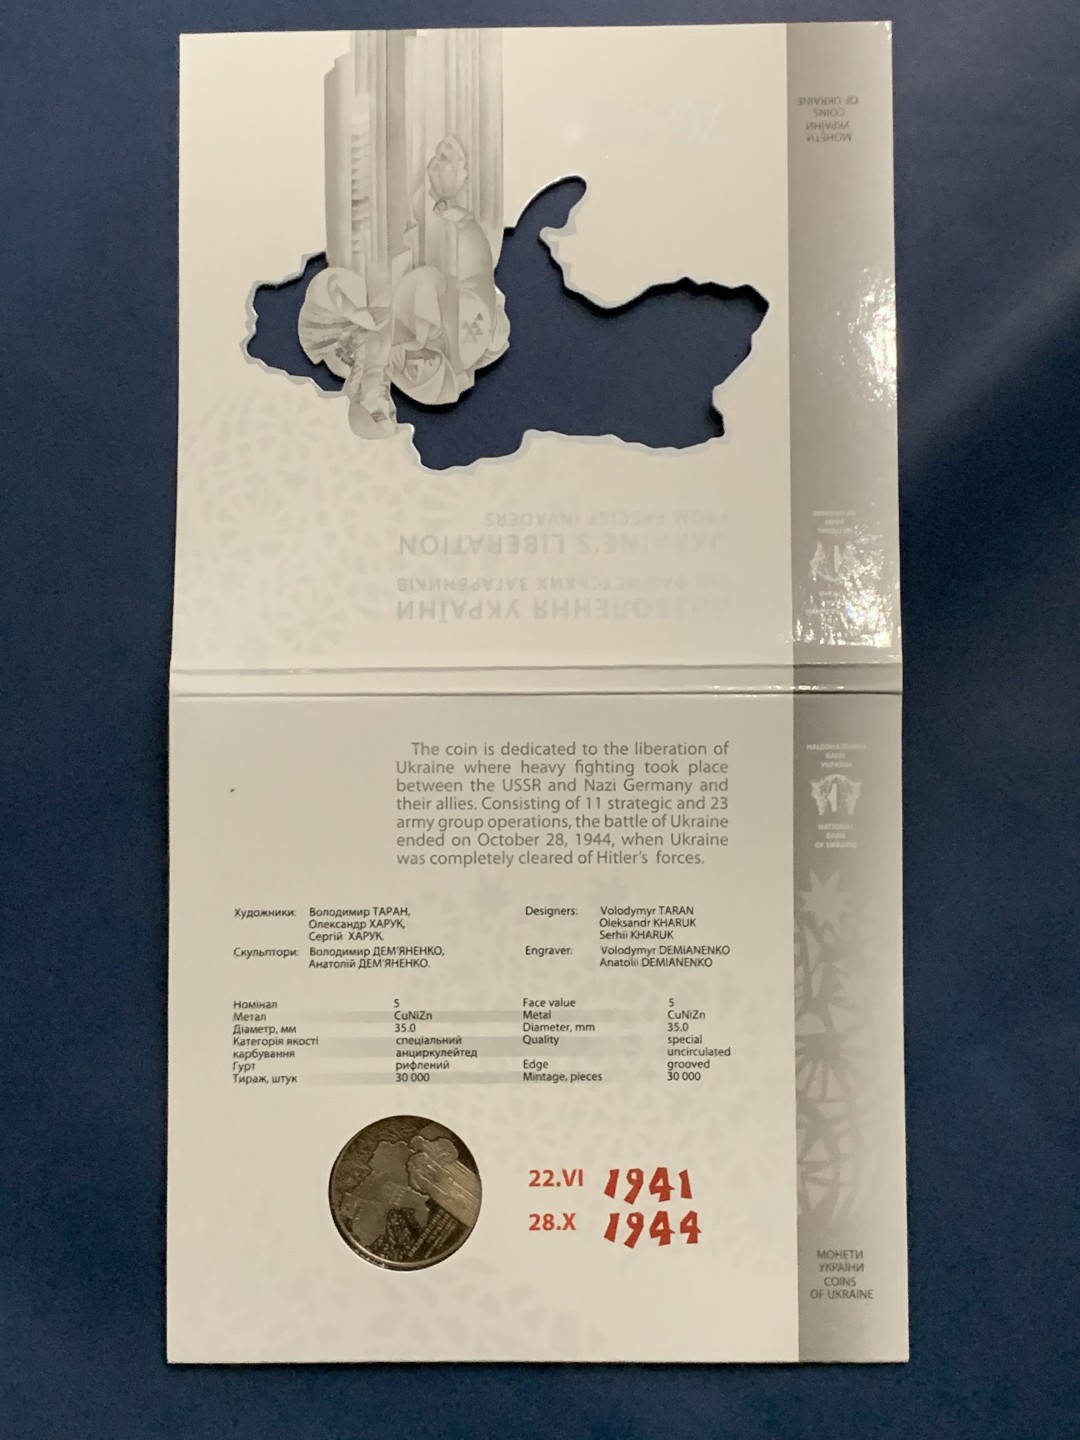 МОНЕТИ
УКРАЇНИ
COINS
OF UKRAINE
ВИЗВОЛЕННЯ УКРАЇНИ
ВІД ФАШИСТСЬКИХ ЗАГАРБНИКІВ
UKRAINE'S LIBERATION
FROM FASCIST INVADERS
The coin is dedicated to the liberation of
Ukraine where heavy fighting took place
between the USSR and Nazi Germany and
their allies. Consisting of 11 strategic and 23
army group operations, the battle of Ukraine
ended on October 28, 1944, when Ukraine
was completely cleared of Hitler's forces.
НАЦІОНАЛЬНИЙ
БАНК
УКРАЇНИ
NATIONAL
BANK
OF UKRAINE
Художники: Володимир ТАРАН,
Олександр ХАРУК,
Сергій ХАРУК.
Скульптори: Володимир ДЕМ'ЯНЕНКО,
Анатолій ДЕМ'ЯНЕНКО.
Designers: Volodymyr TARAN
Oleksandr KHARUK
Serhii KHARUK
Engraver: Volodymyr DEMIANENKO
Anatolii DEMIANENKO
Номінал 5
Метал CuNiZn
Діаметр, мм 35.0
Категорія якості спеціальний
карбування анциркулейтед
Гурт рифлений
Тираж, штук 30 000
Face value 5
Metal CuNiZn
Diameter, mm 35.0
Quality special
uncirculated
Edge grooved
Mintage, pieces 30 000
22.VI 1941
28.X 1944
МОНЕТИ
УКРАЇНИ
COINS
OF UKRAINE